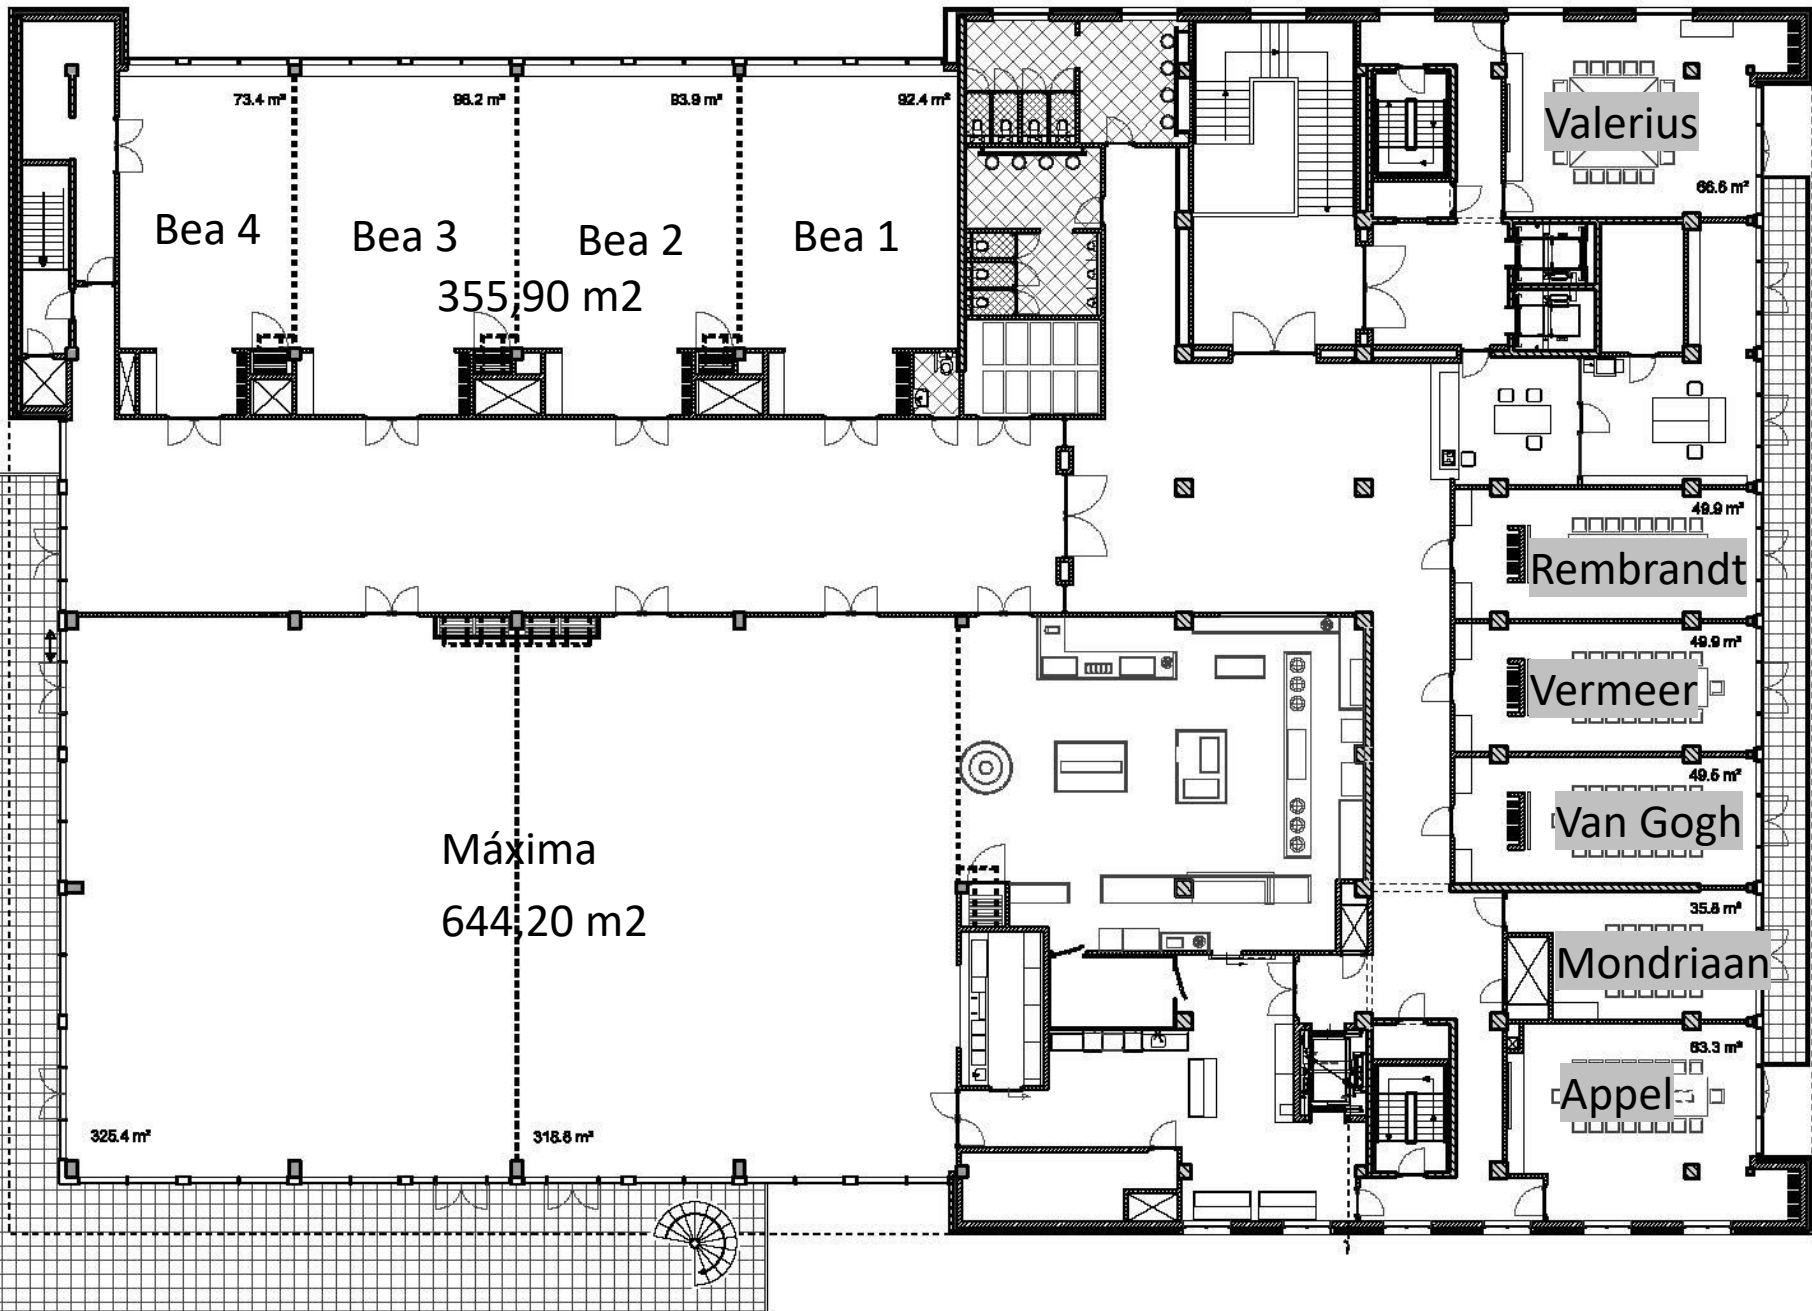 73.4 m²
96.2 m²
93.9 m²
92.4 m²
Valerius
66.6 m²
Bea 4
Bea 3
Bea 2
Bea 1
355,90 m2
49.9 m²
Rembrandt
49.9 m²
Vermeer
49.5 m²
Van Gogh
Máxima
644,20 m2
35.8 m²
Mondriaan
63.3 m²
Appel
325.4 m²
318.8 m²